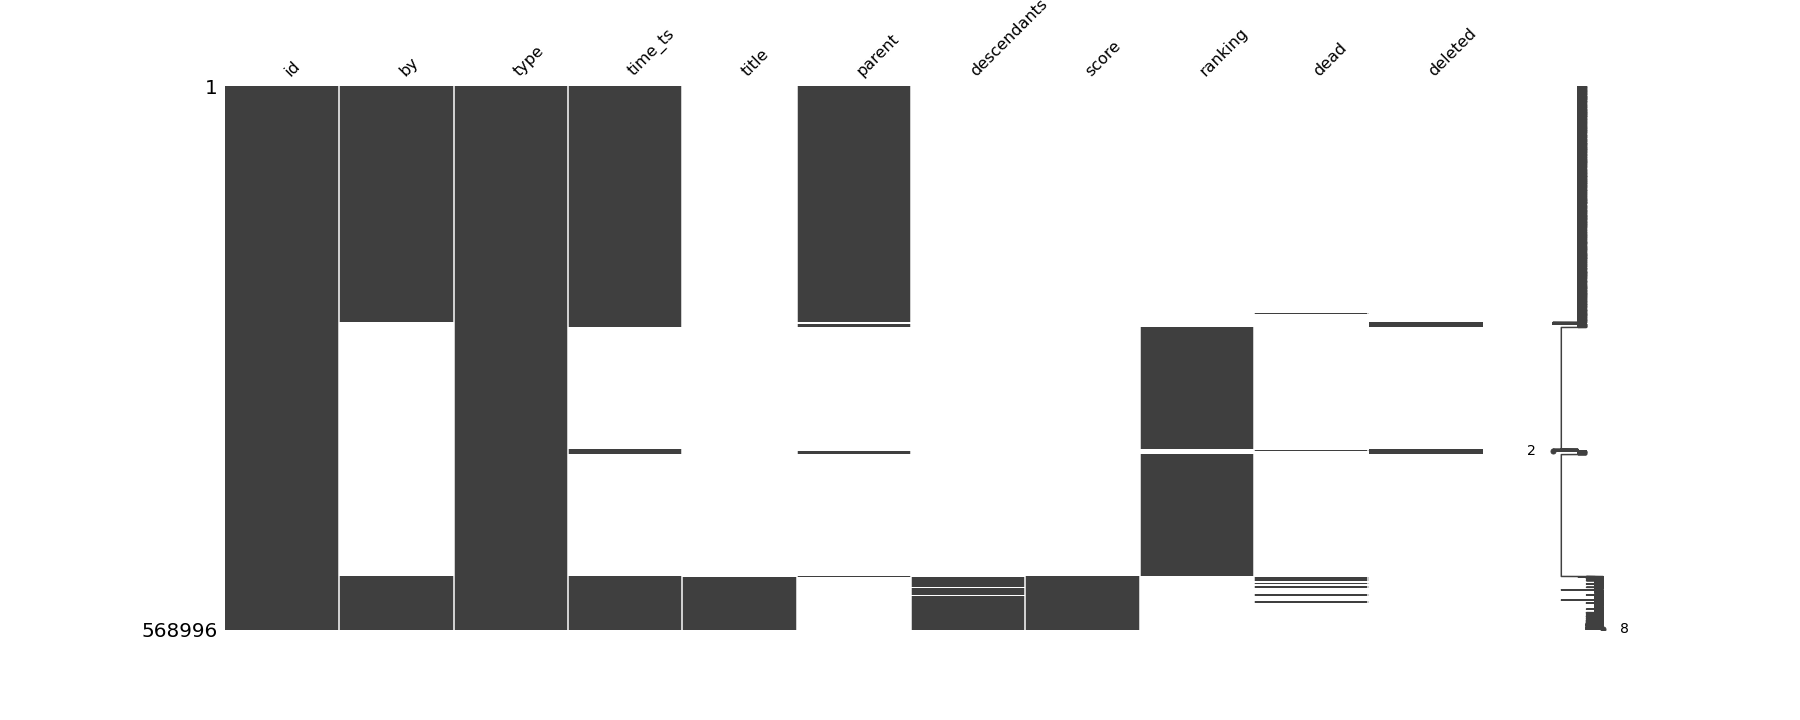 id by type time_ts title parent descendants score ranking dead deleted
1
2
568996
8